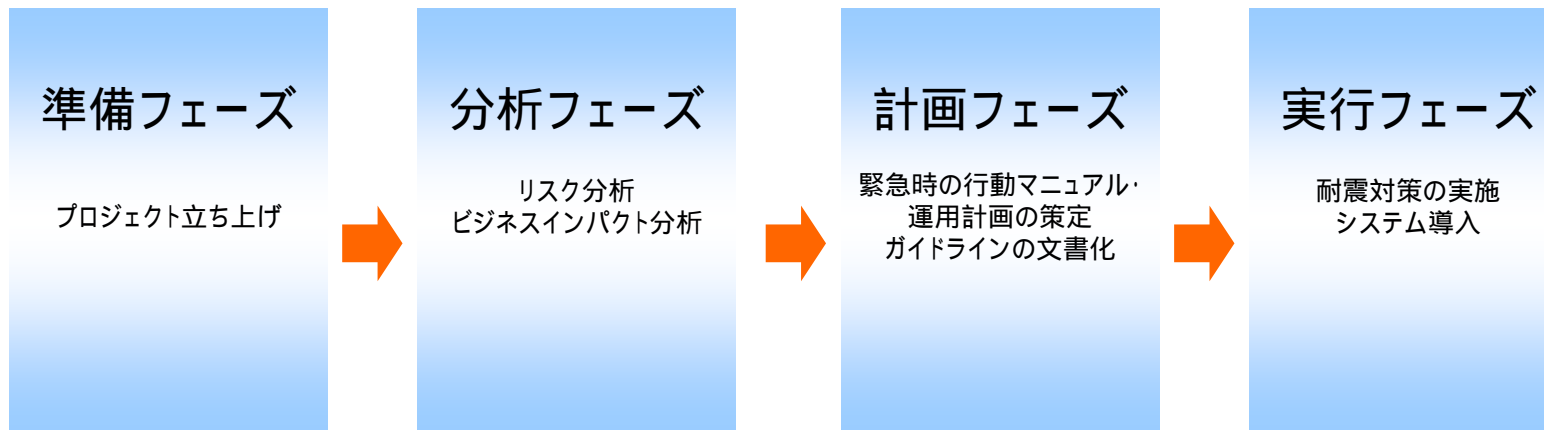 準備フェーズ
プロジェクト立ち上げ
分析フェーズ
リスク分析
ビジネスインパクト分析
計画フェーズ
緊急時の行動マニュアル・
運用計画の策定
ガイドラインの文書化
実行フェーズ
耐震対策の実施
システム導入